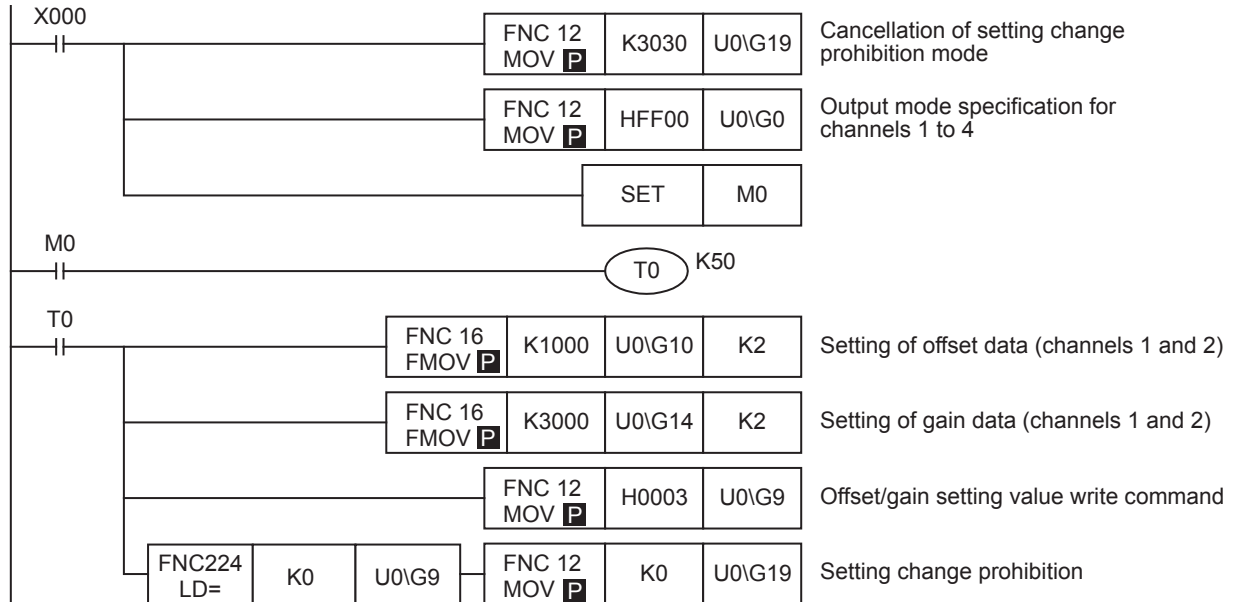 X000
FNC 12
MOV P
K3030
U0\G19
Cancellation of setting change
prohibition mode
FNC 12
MOV P
HFF00
U0\G0
Output mode specification for
channels 1 to 4
SET
M0
M0
T0
K50
T0
FNC 16
FMOV P
K1000
U0\G10
K2
Setting of offset data (channels 1 and 2)
FNC 16
FMOV P
K3000
U0\G14
K2
Setting of gain data (channels 1 and 2)
FNC 12
MOV P
H0003
U0\G9
Offset/gain setting value write command
FNC224
LD=
K0
U0\G9
FNC 12
MOV P
K0
U0\G19
Setting change prohibition